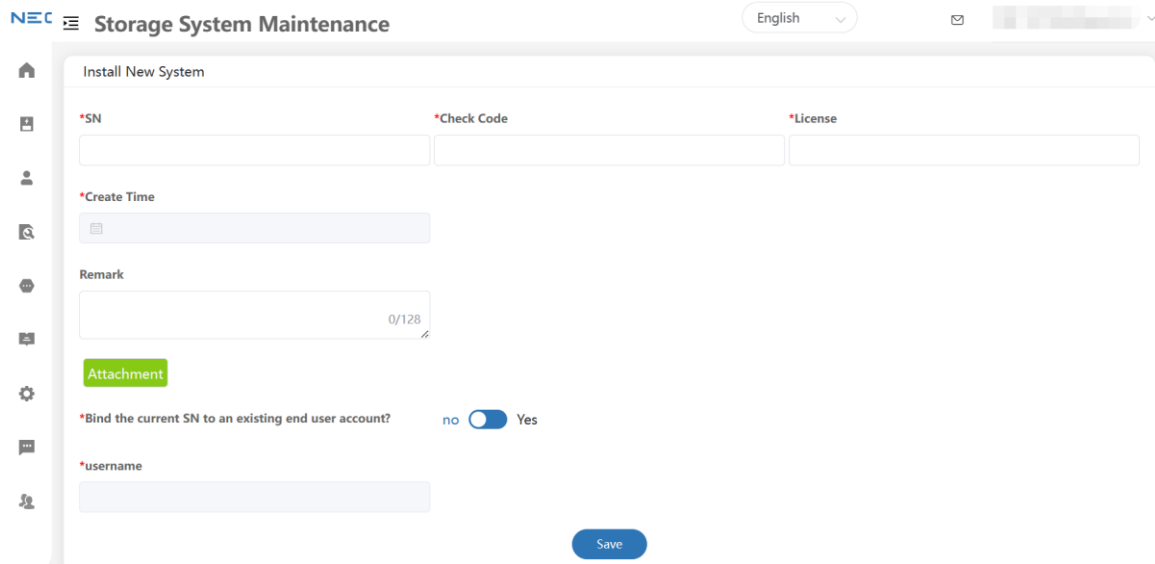 NEC Storage System Maintenance English
Install New System
*SN *Check Code *License
*Create Time
Remark
0/128
Attachment
*Bind the current SN to an existing end user account? no Yes
*username
Save